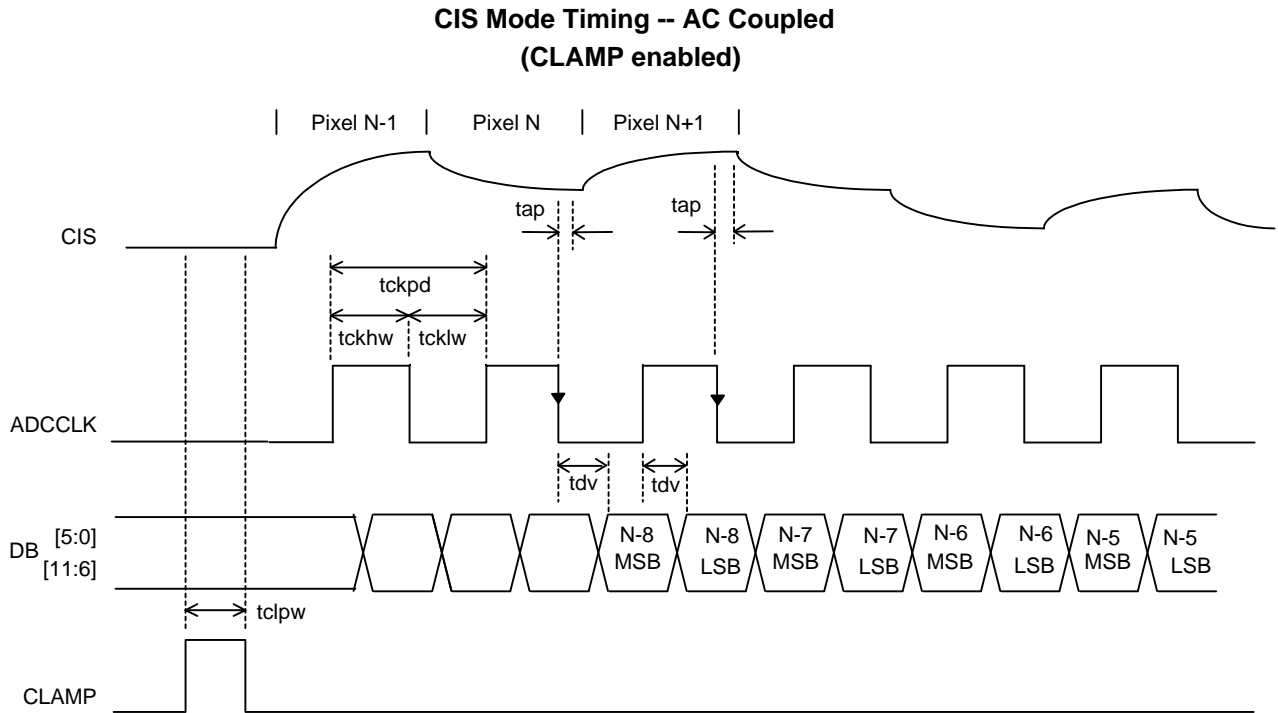 CIS Mode Timing -- AC Coupled
(CLAMP enabled)
Pixel N-1
Pixel N
Pixel N+1
tap
tap
CIS
tckpd
tckhw
tcklw
ADCCLK
tdv
tdv
DB
[5:0]
[11:6]
N-8
MSB
N-8
LSB
N-7
MSB
N-7
LSB
N-6
MSB
N-6
LSB
N-5
MSB
N-5
LSB
tclpw
CLAMP